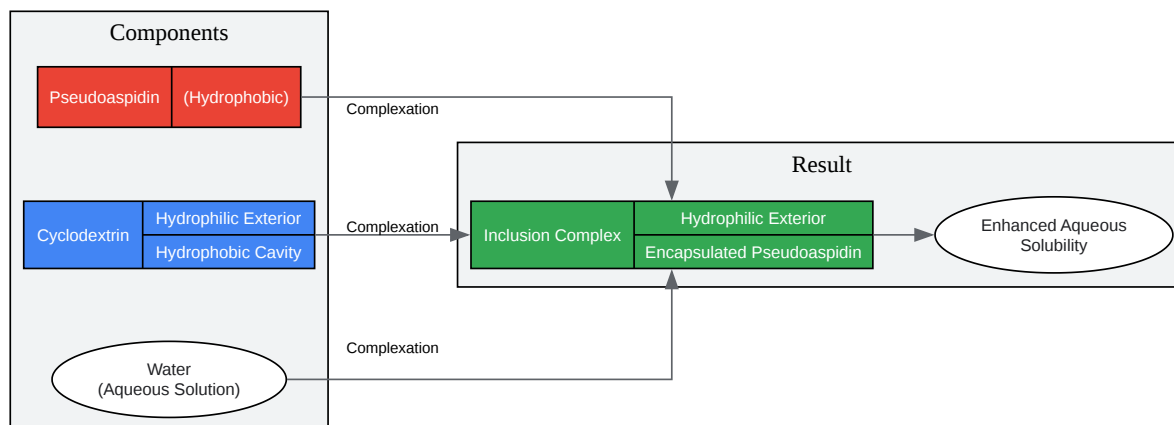 Components
Pseudoaspidin
(Hydrophobic)
Complexation
Result
Cyclodextrin
Hydrophilic Exterior
Hydrophobic Cavity
Complexation
Inclusion Complex
Hydrophilic Exterior
Encapsulated Pseudoaspidin
Enhanced Aqueous
Solubility
Complexation
Water
(Aqueous Solution)